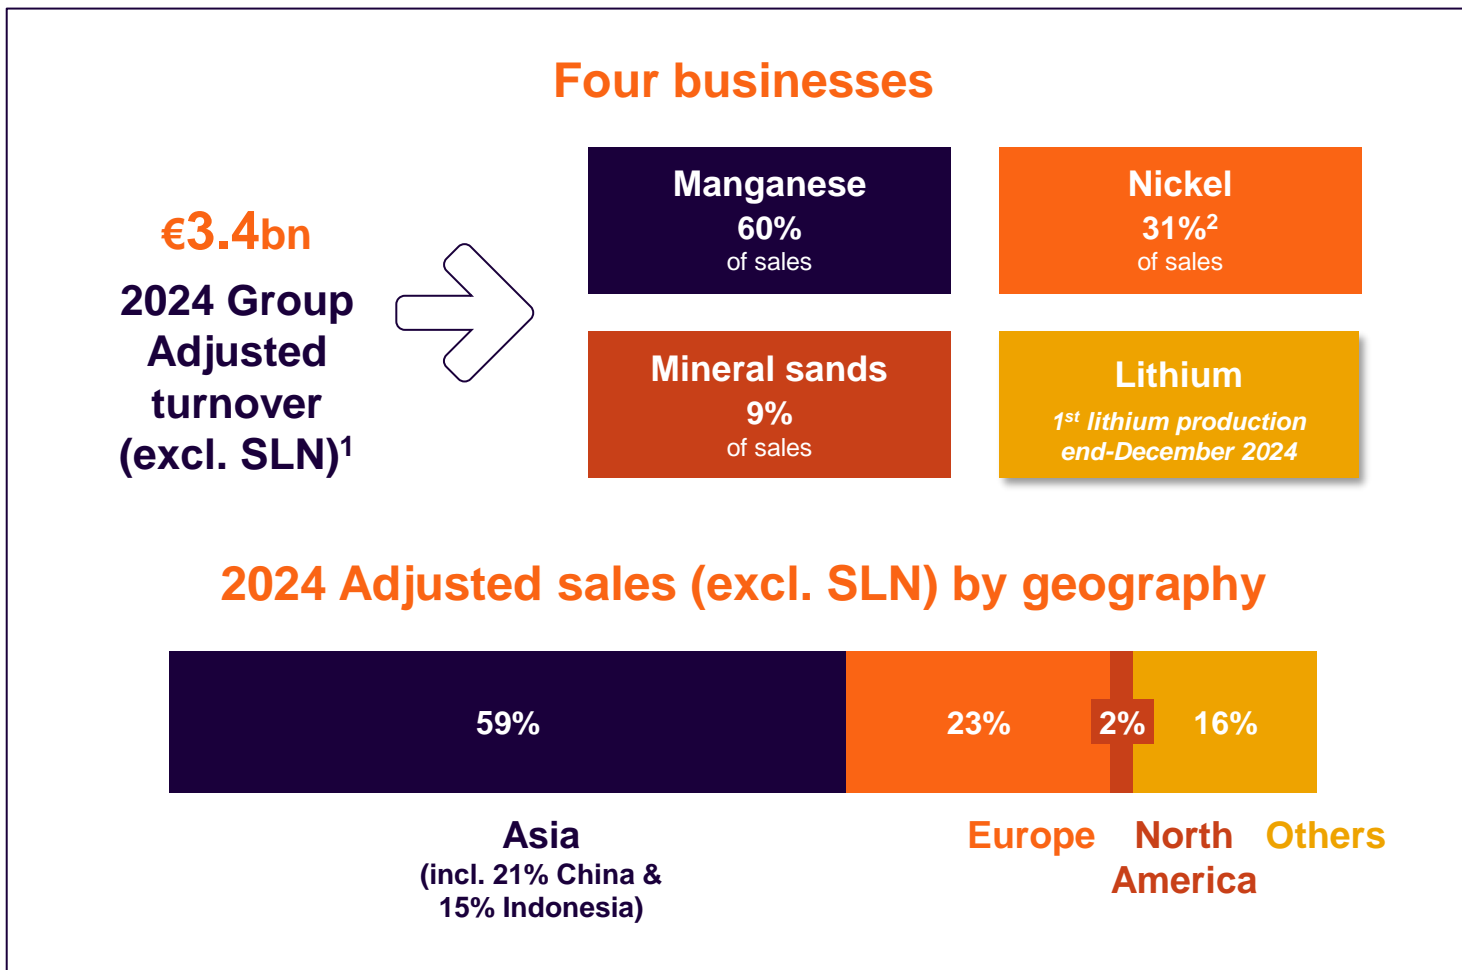 Four businesses
€3.4bn
2024 Group
Adjusted
turnover
(excl. SLN)1
Manganese
60%
of sales
Nickel
31%2
of sales
Mineral sands
9%
of sales
Lithium
1st lithium production
end-December 2024
2024 Adjusted sales (excl. SLN) by geography
59%
23%
2%
16%
Asia
(incl. 21% China &
15% Indonesia)
Europe
North
America
Others